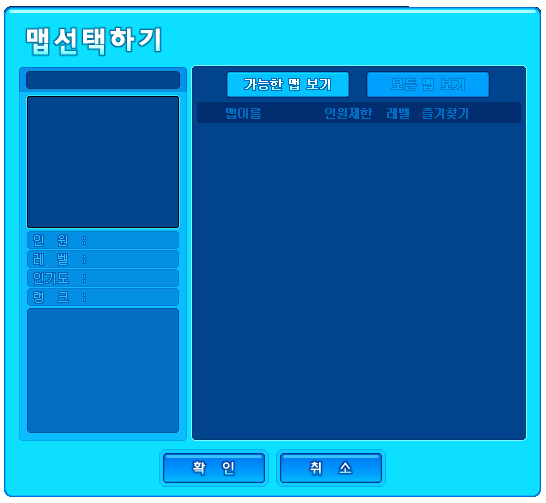 맵선택하기
가능한 맵 보기 모든 맵 보기
맵이름 인원제한 레벨 즐겨찾기
인 원 :
레 벨 :
인기도 :
랭 크 :
확 인 취 소